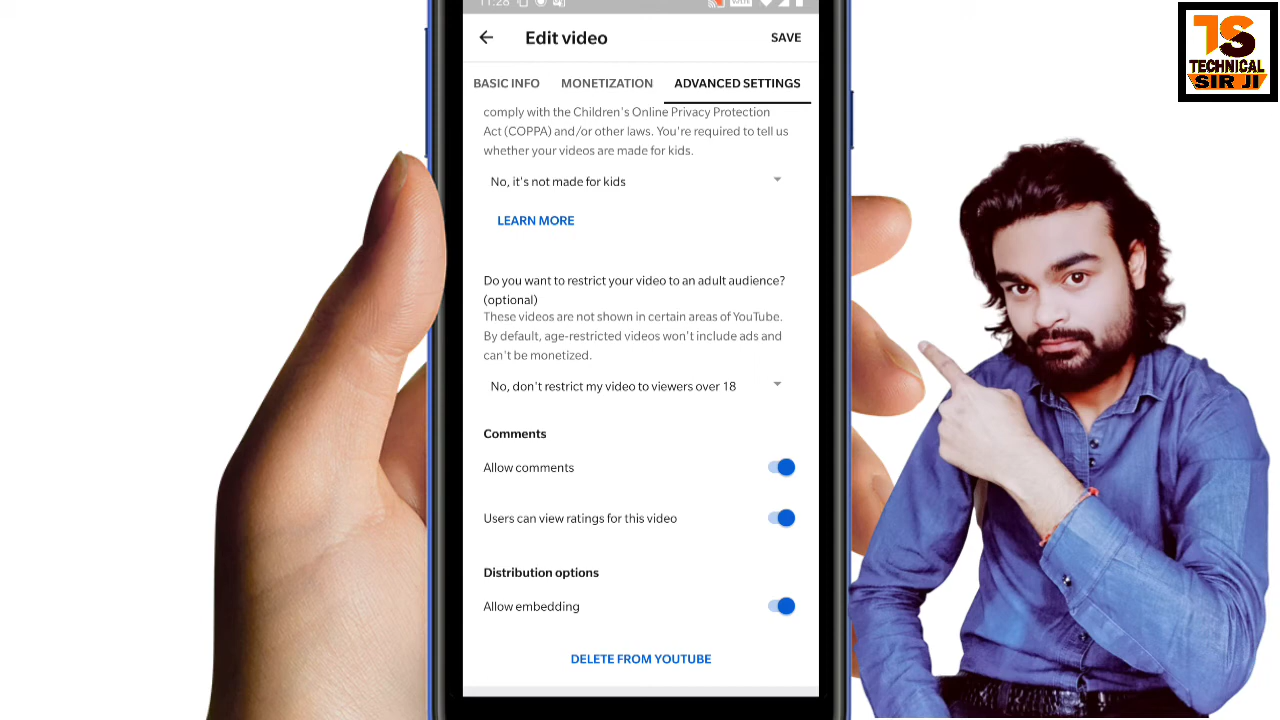 11:28
Edit video
SAVE
BASIC INFO MONETIZATION ADVANCED SETTINGS
comply with the Children's Online Privacy Protection
Act (COPPA) and/or other laws. You're required to tell us
whether your videos are made for kids.
No, it's not made for kids
LEARN MORE
Do you want to restrict your video to an adult audience?
(optional)
These videos are not shown in certain areas of YouTube.
By default, age-restricted videos won't include ads and
can't be monetized.
No, don't restrict my video to viewers over 18
Comments
Allow comments
Users can view ratings for this video
Distribution options
Allow embedding
DELETE FROM YOUTUBE
TS
TECHNICAL
SIR JI